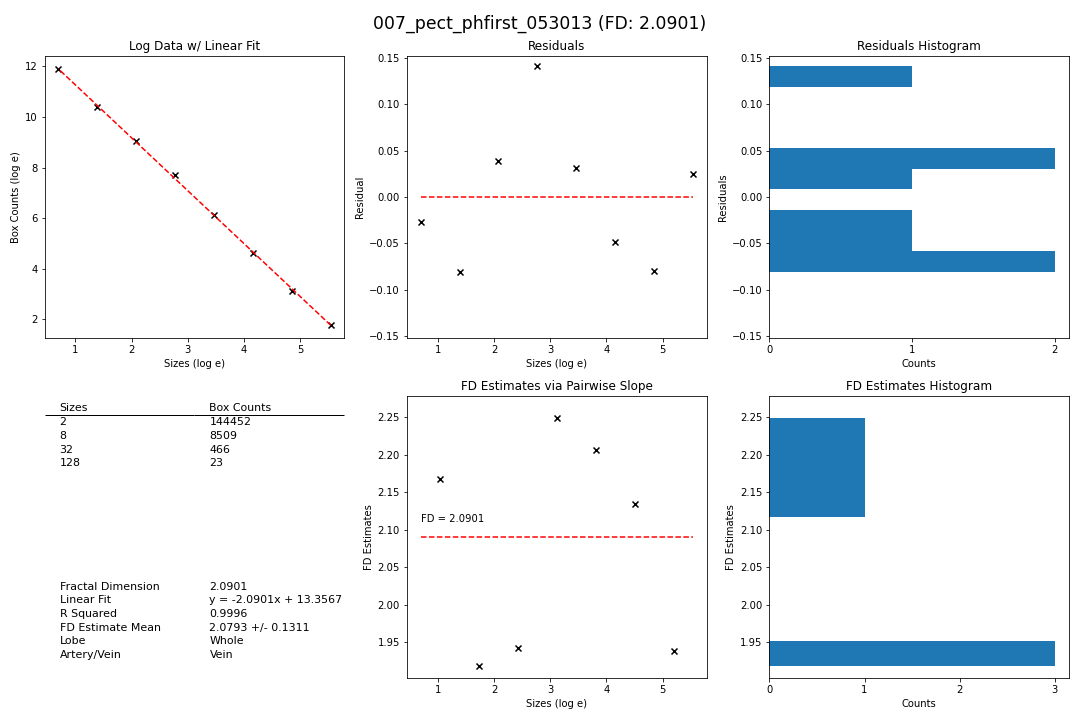 007_pect_phfirst_053013 (FD: 2.0901)
Log Data w/ Linear Fit
12
10
8
6
4
2
Box Counts (log e)
1 2 3 4 5
Sizes (log e)
Residuals
0.15
0.10
0.05
0.00
−0.05
−0.10
−0.15
Residual
1 2 3 4 5
Sizes (log e)
Residuals Histogram
0.15
0.10
0.05
0.00
−0.05
−0.10
−0.15
Residuals
0 1 2
Counts
Sizes Box Counts
2 144452
8 8509
32 466
128 23
Fractal Dimension 2.0901
Linear Fit y = -2.0901x + 13.3567
R Squared 0.9996
FD Estimate Mean 2.0793 +/- 0.1311
Lobe Whole
Artery/Vein Vein
FD Estimates via Pairwise Slope
2.25
2.20
2.15
2.10
2.05
2.00
1.95
FD Estimates
FD = 2.0901
1 2 3 4 5
Sizes (log e)
FD Estimates Histogram
2.25
2.20
2.15
2.10
2.05
2.00
1.95
FD Estimates
0 1 2 3
Counts